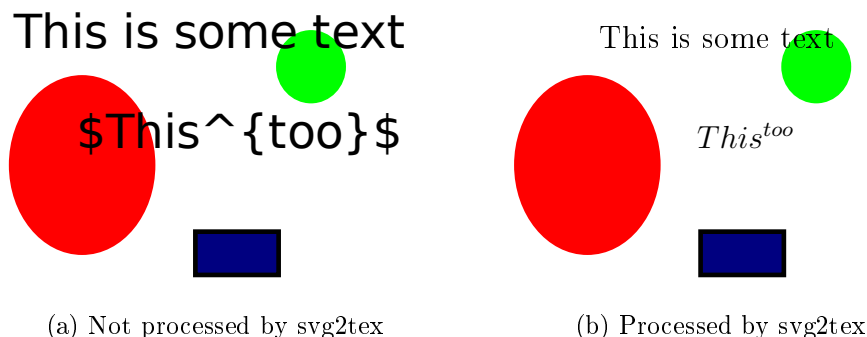 This is some text
$This^{too}$
(a) Not processed by svg2tex
This is some text
This^{too}
(b) Processed by svg2tex